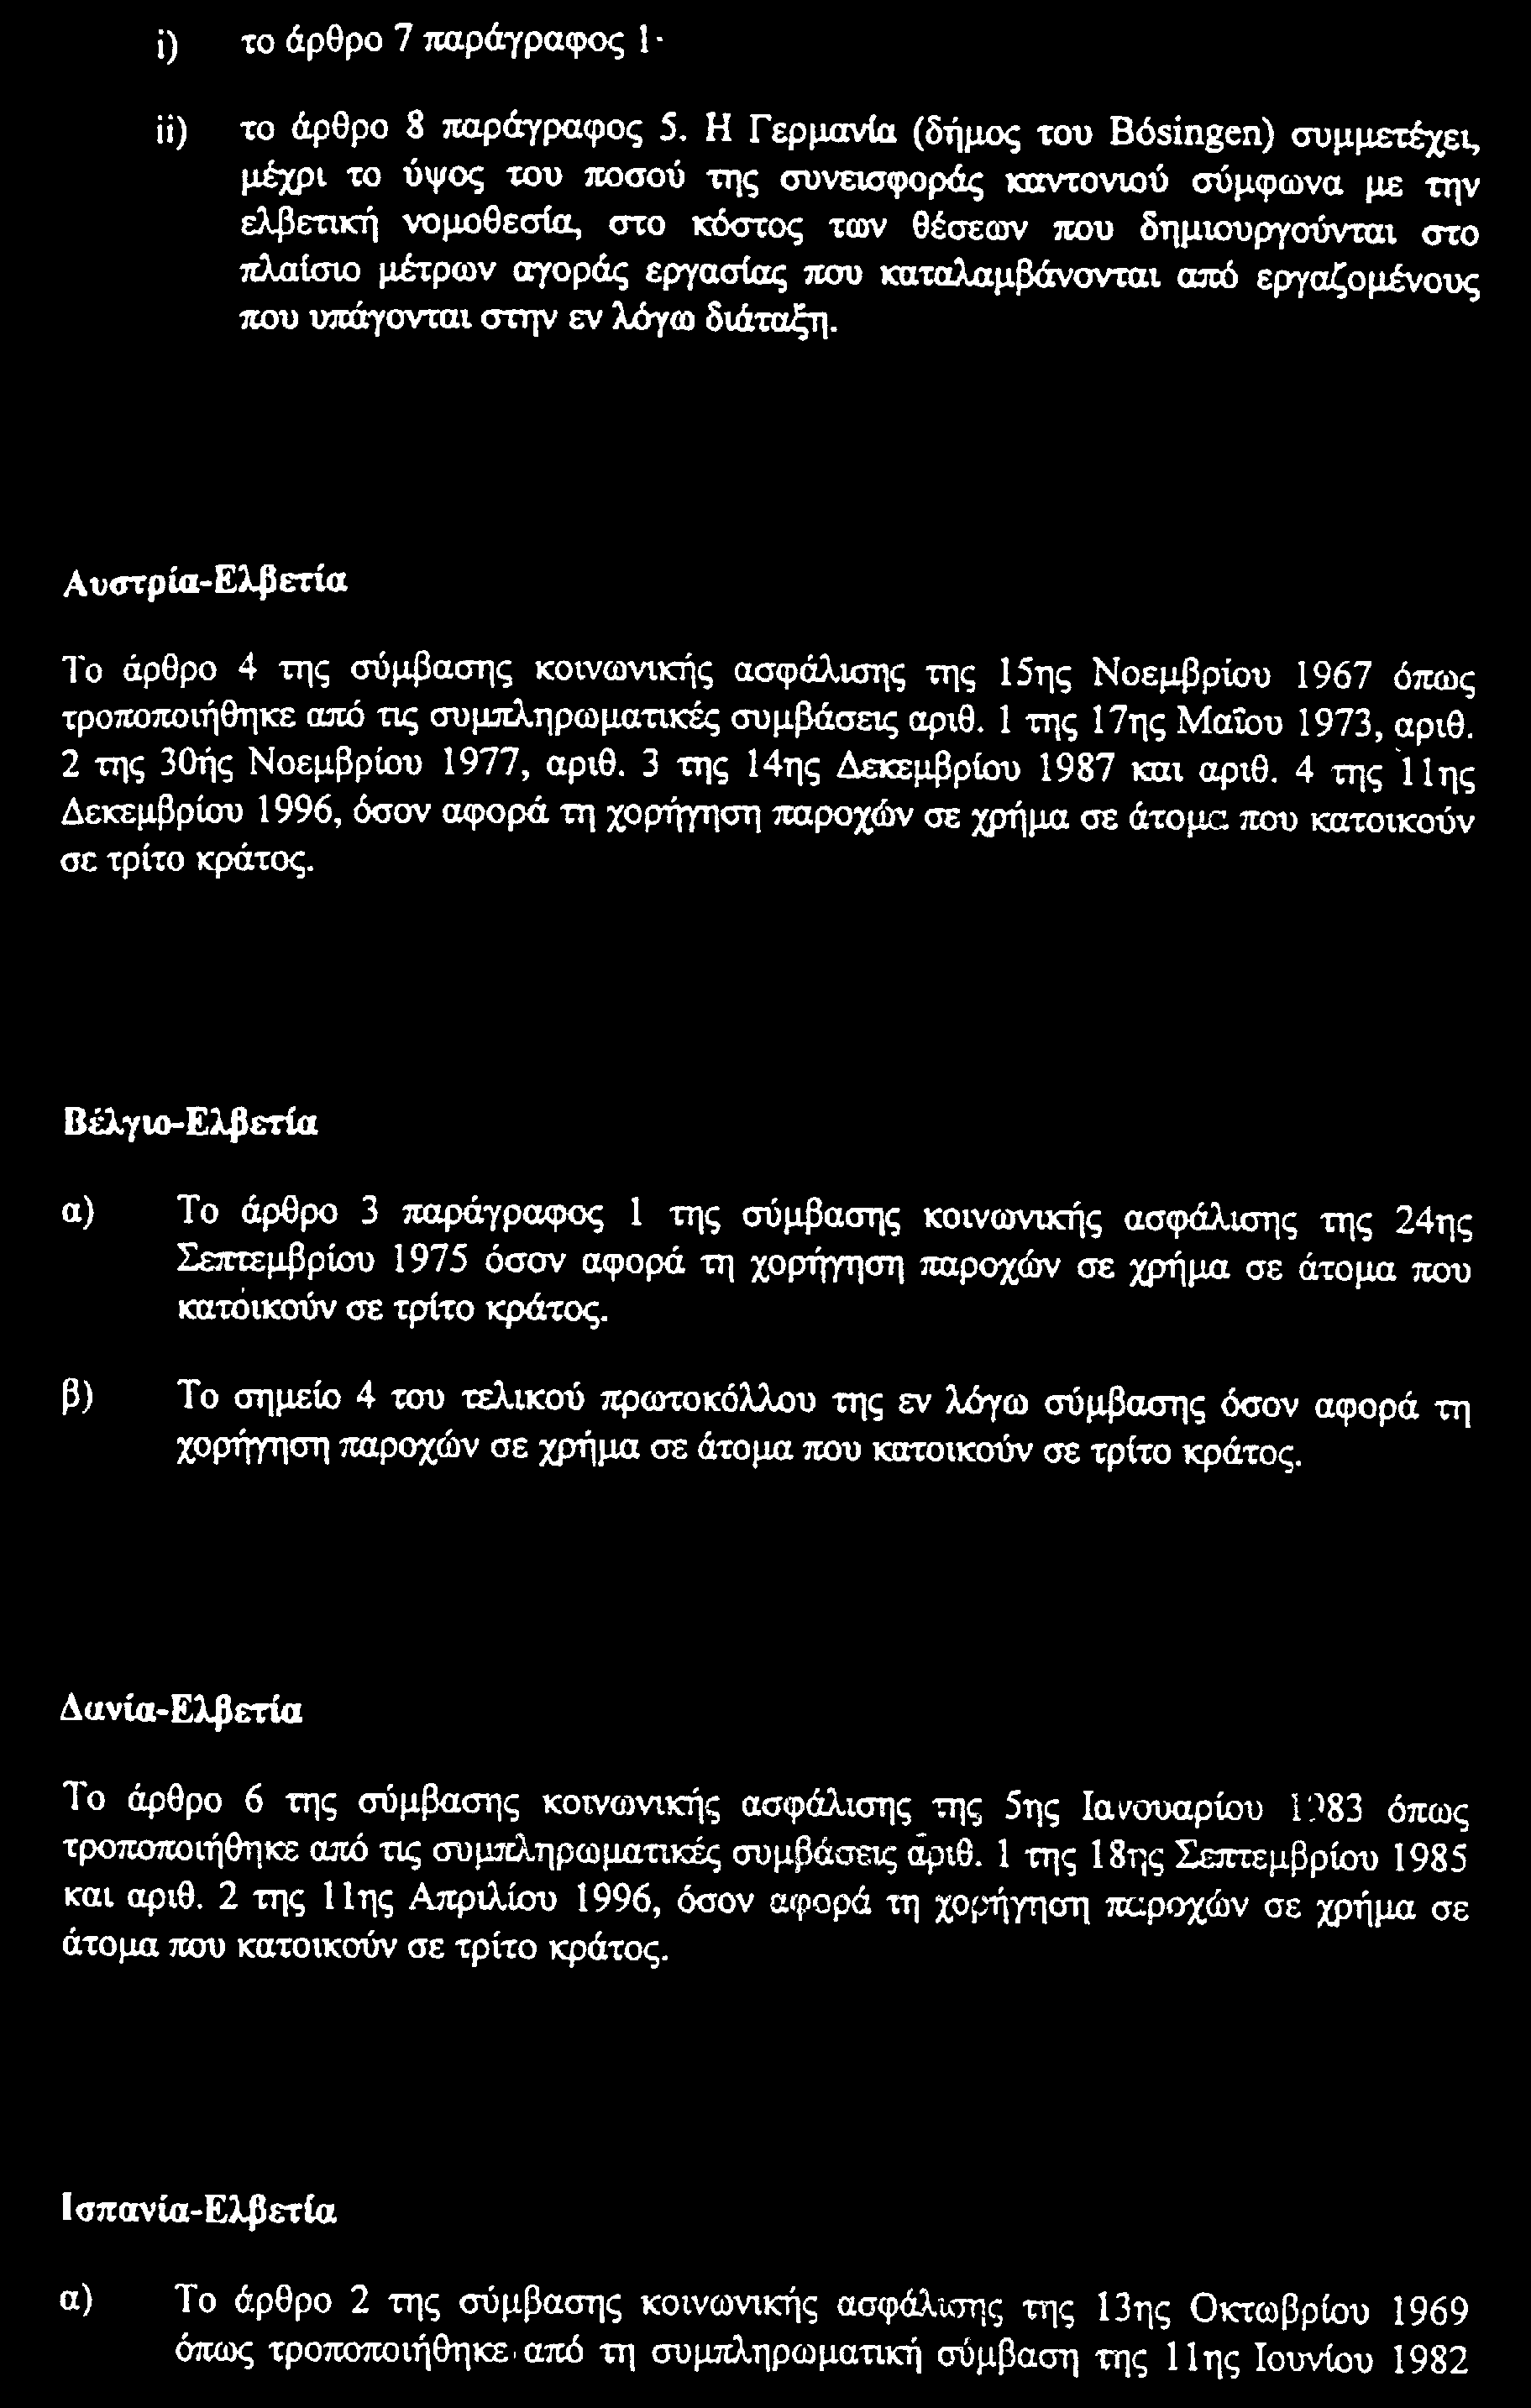 i) το άρθρο 7 παράγραφος 1·
ii) το άρθρο 8 παράγραφος 5. Η Γερμανία (δήμος του Bόsingen) συμμετέχει,
μέχρι το ύψος του ποσού της συνεισφοράς καντονιού σύμφωνα με την
ελβετική νομοθεσία, στο κόστος των θέσεων που δημιουργούνται στο
πλαίσιο μέτρων αγοράς εργασίας που καταλαμβάνονται από εργαζομένους
που υπάγονται στην εν λόγω διάταξη.
Αυστρία-Ελβετία
Το άρθρο 4 της σύμβασης κοινωνικής ασφάλισης της 15ης Νοεμβρίου 1967 όπως
τροποποιήθηκε από τις συμπληρωματικές συμβάσεις αριθ. 1 της 17ης Μαΐου 1973, αριθ.
2 της 30ής Νοεμβρίου 1977, αριθ. 3 της 14ης Δεκεμβρίου 1987 και αριθ. 4 της 11ης
Δεκεμβρίου 1996, όσον αφορά τη χορήγηση παροχών σε χρήμα σε άτομα που κατοικούν
σε τρίτο κράτος.
Βέλγιο-Ελβετία
α) Το άρθρο 3 παράγραφος 1 της σύμβασης κοινωνικής ασφάλισης της 24ης
Σεπτεμβρίου 1975 όσον αφορά τη χορήγηση παροχών σε χρήμα σε άτομα που
κατοικούν σε τρίτο κράτος.
β) Το σημείο 4 του τελικού πρωτοκόλλου της εν λόγω σύμβασης όσον αφορά τη
χορήγηση παροχών σε χρήμα σε άτομα που κατοικούν σε τρίτο κράτος.
Δανία-Ελβετία
Το άρθρο 6 της σύμβασης κοινωνικής ασφάλισης της 5ης Ιανουαρίου 1983 όπως
τροποποιήθηκε από τις συμπληρωματικές συμβάσεις αριθ. 1 της 18ης Σεπτεμβρίου 1985
και αριθ. 2 της 11ης Απριλίου 1996, όσον αφορά τη χορήγηση παροχών σε χρήμα σε
άτομα που κατοικούν σε τρίτο κράτος.
Ισπανία-Ελβετία
α) Το άρθρο 2 της σύμβασης κοινωνικής ασφάλισης της 13ης Οκτωβρίου 1969
όπως τροποποιήθηκε από τη συμπληρωματική σύμβαση της 11ης Ιουνίου 1982